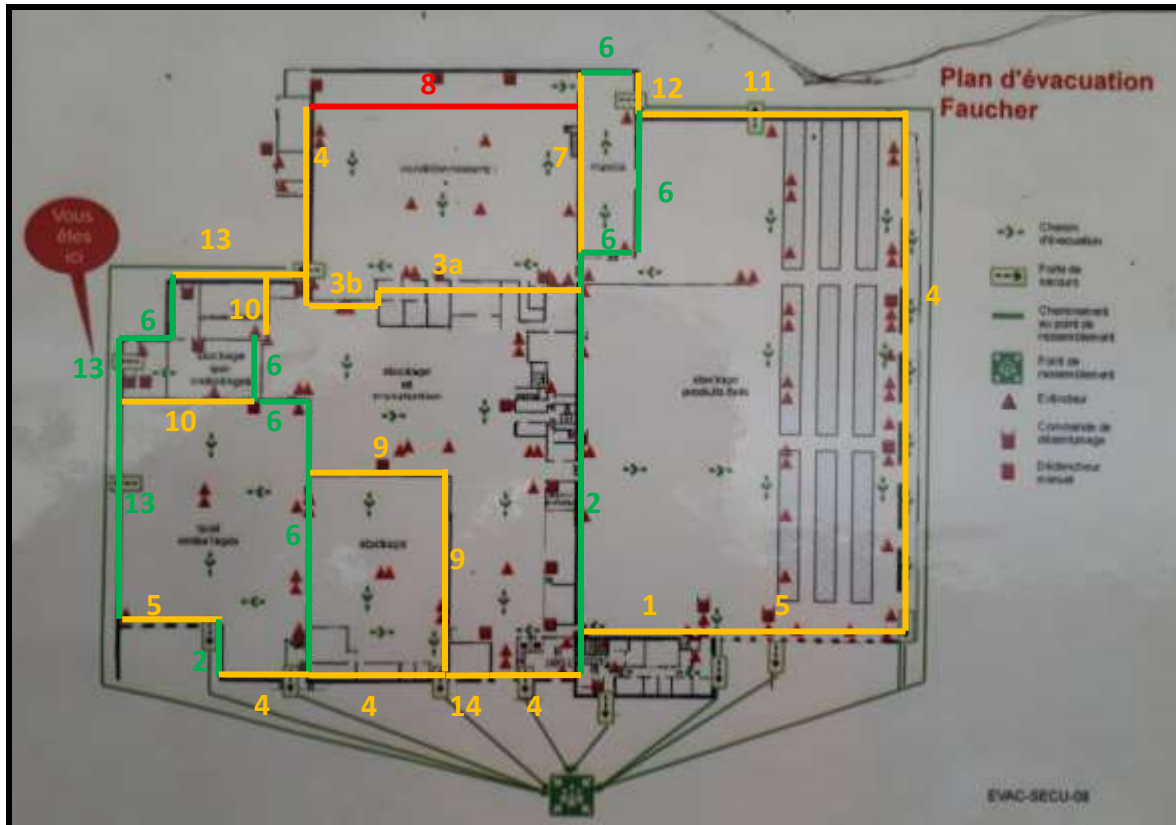 6
8
12
11
Plan d'évacuation
Faucher
4
7
6
Vous
êtes
ici
13
3b
3a
6
10
4
Chemin
d'évacuation
Porte de
secours
Cheminement
au point de
rassemblement
Point de
rassemblement
Extincteur
Commande de
désenfumage
Déclencheur
manuel
6
13
6
10
6
stockage
et
stockage
produits finis
9
13
6
9
2
quai
emballages
stockage
5
1
5
2
4
4
14
4
EVAC-SECU-08